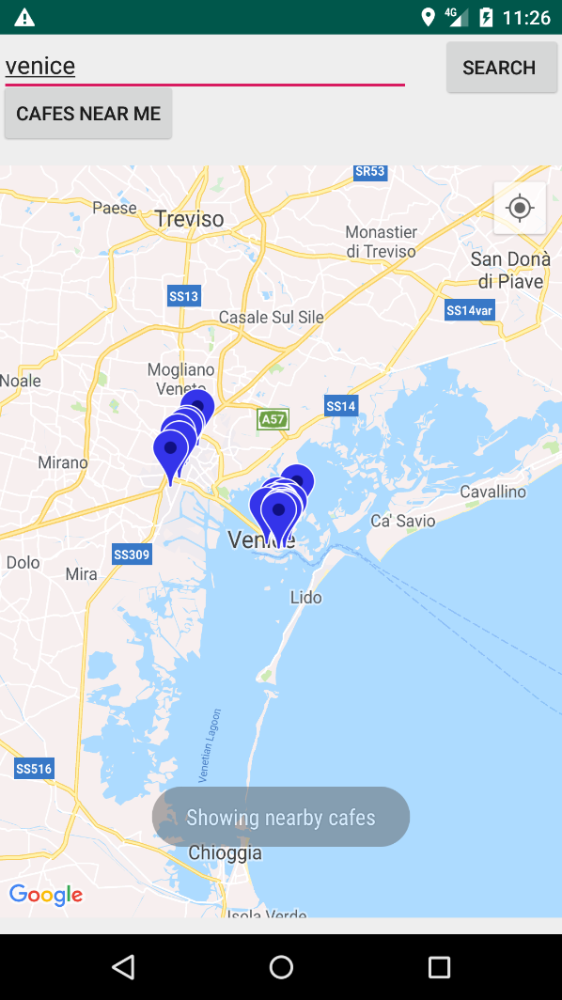 4G 11:26
venice
SEARCH
CAFES NEAR ME
SR53
Paese
Treviso
Monastier
di Treviso
San Donà
di Piave
SS13
SS14var
Casale Sul Sile
Mogliano
Veneto
Noale
SS14
A57
Mirano
Cavallino
Ca' Savio
Venice
SS309
Dolo
Mira
Lido
Venetian Lagoon
SS516
Showing nearby cafes
Chioggia
Google
Isola Verde